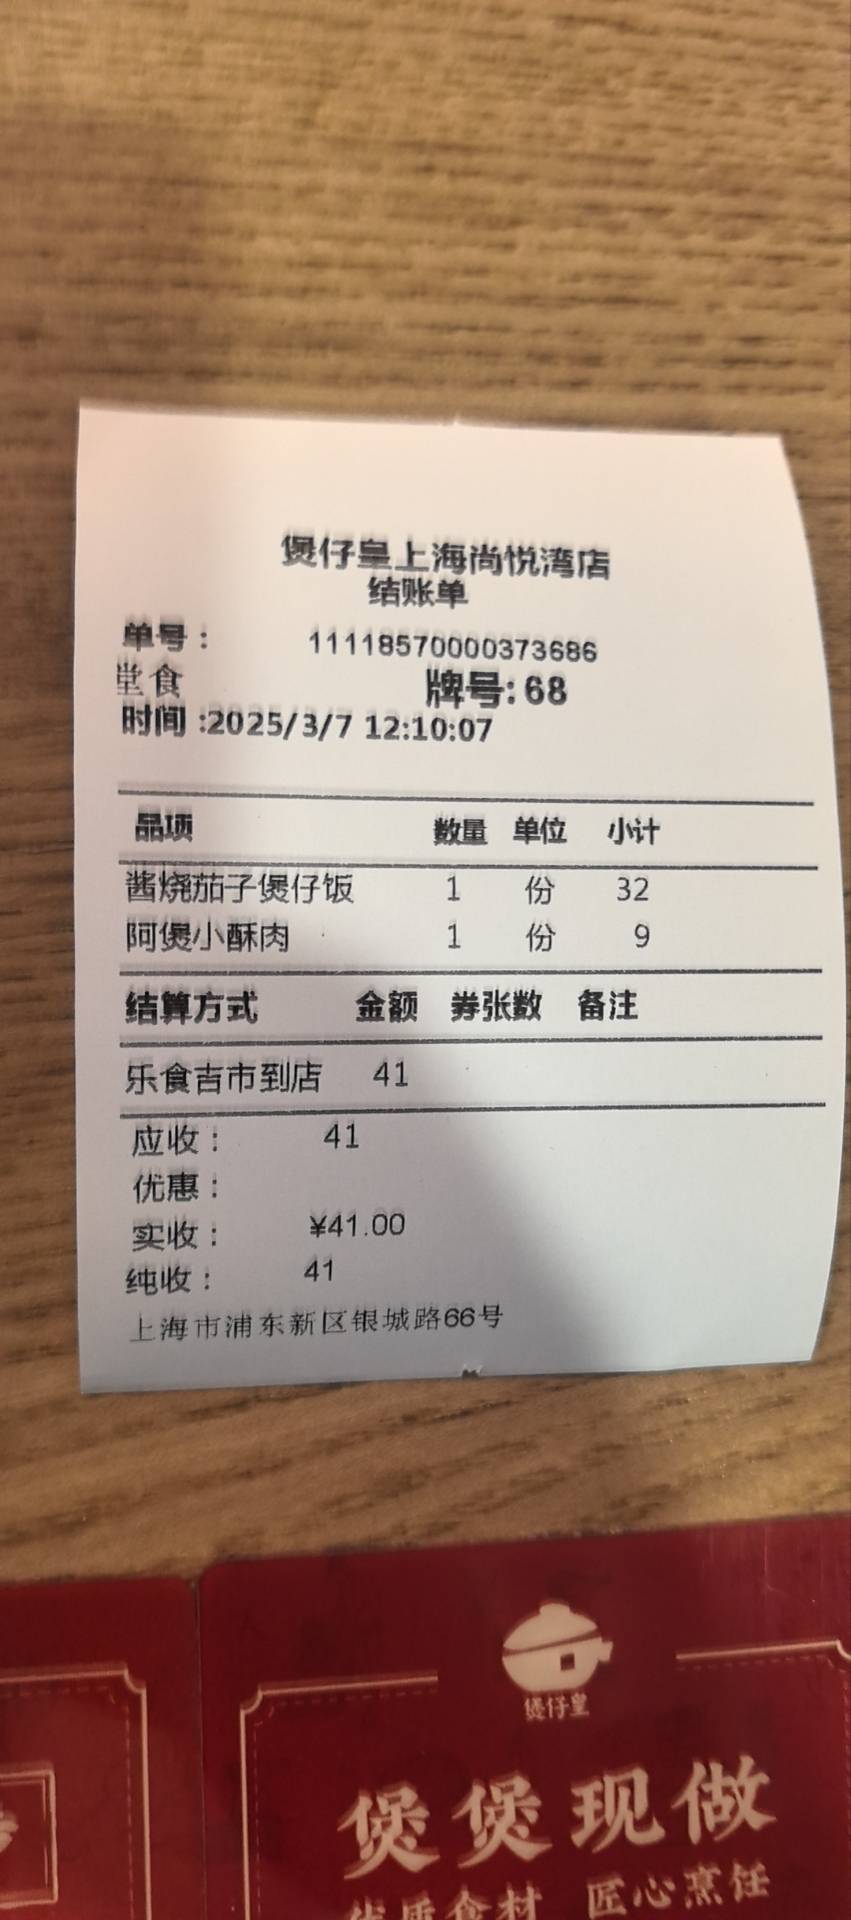 煲仔皇上海尚悦湾店
结账单
单号： 11118570000373686
堂食 牌号: 68
时间 :2025/3/7 12:10:07
品项 数量 单位 小计
酱烧茄子煲仔饭 1 份 32
阿煲小酥肉 1 份 9
结算方式 金额 券张数 备注
乐食吉市到店 41
应收： 41
优惠：
实收： ¥41.00
纯收： 41
上海市浦东新区银城路66号
煲仔皇
煲煲现做
优质食材 匠心烹饪